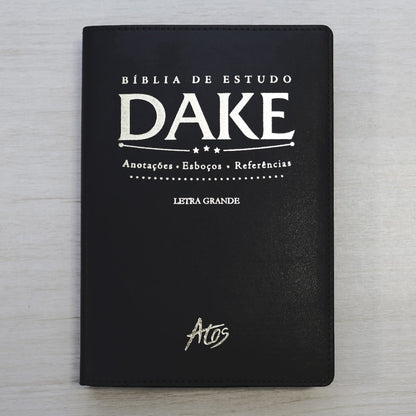 BÍBLIA DE ESTUDO
DAKE
Anotações • Esboços • Referências
LETRA GRANDE
Atos